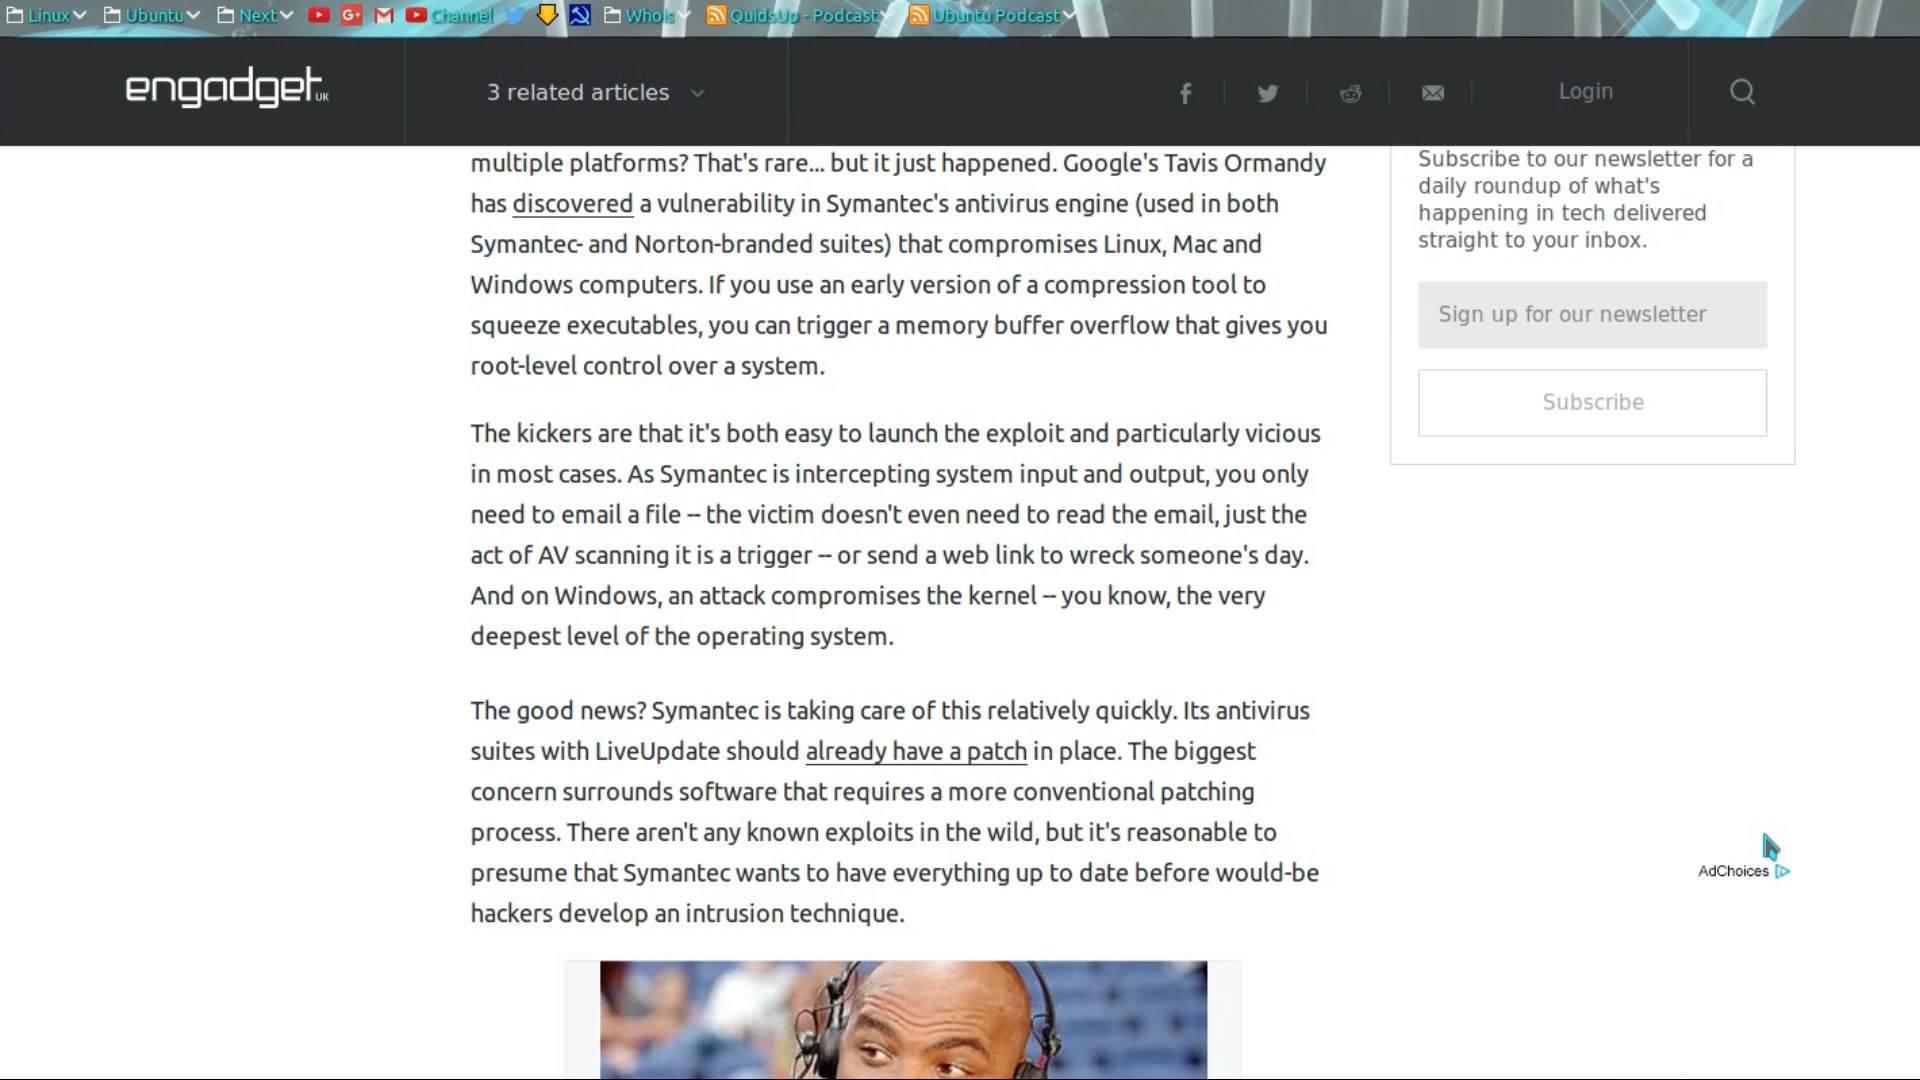 Linux Ubuntu Next Channel Whois QuidsUp - Podcast Ubuntu Podcast
engadget UK
3 related articles
Login
multiple platforms? That's rare... but it just happened. Google's Tavis Ormandy
has discovered a vulnerability in Symantec's antivirus engine (used in both
Symantec- and Norton-branded suites) that compromises Linux, Mac and
Windows computers. If you use an early version of a compression tool to
squeeze executables, you can trigger a memory buffer overflow that gives you
root-level control over a system.
The kickers are that it's both easy to launch the exploit and particularly vicious
in most cases. As Symantec is intercepting system input and output, you only
need to email a file -- the victim doesn't even need to read the email, just the
act of AV scanning it is a trigger -- or send a web link to wreck someone's day.
And on Windows, an attack compromises the kernel -- you know, the very
deepest level of the operating system.
The good news? Symantec is taking care of this relatively quickly. Its antivirus
suites with LiveUpdate should already have a patch in place. The biggest
concern surrounds software that requires a more conventional patching
process. There aren't any known exploits in the wild, but it's reasonable to
presume that Symantec wants to have everything up to date before would-be
hackers develop an intrusion technique.
Subscribe to our newsletter for a
daily roundup of what's
happening in tech delivered
straight to your inbox.
Sign up for our newsletter
Subscribe
AdChoices